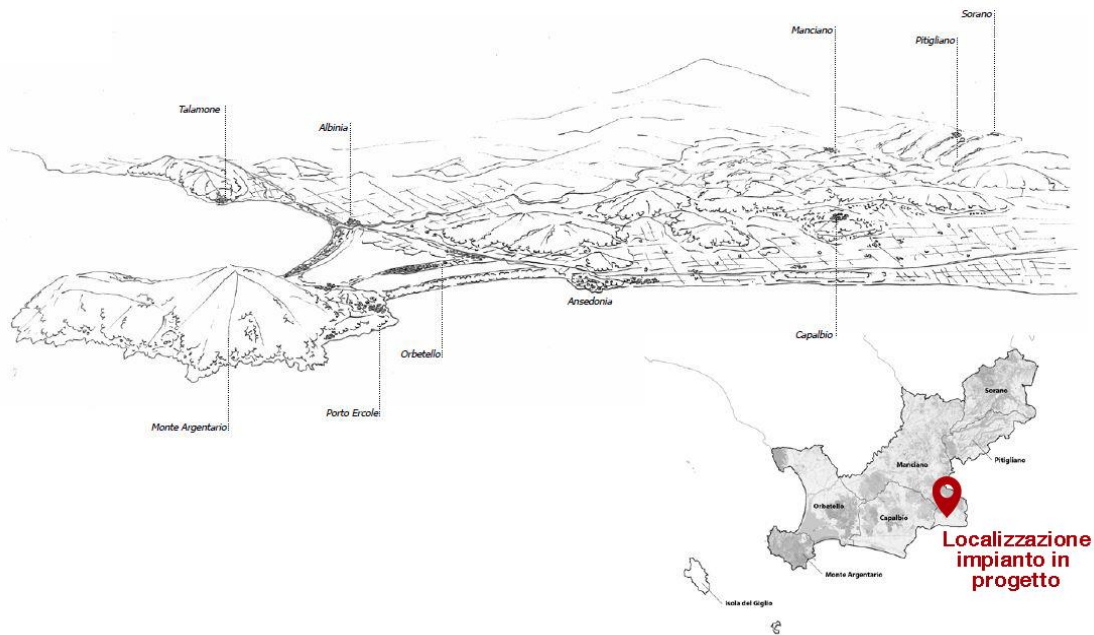 Sorano
Manciano
Pitigliano
Talamone
Albinia
Ansedonia
Capalbio
Orbetello
Porto Ercole
Monte Argentario
Sorano
Pitigliano
Manciano
Orbetello
Capalbio
Localizzazione
impianto in
progetto
Monte Argentario
Isola del Giglio